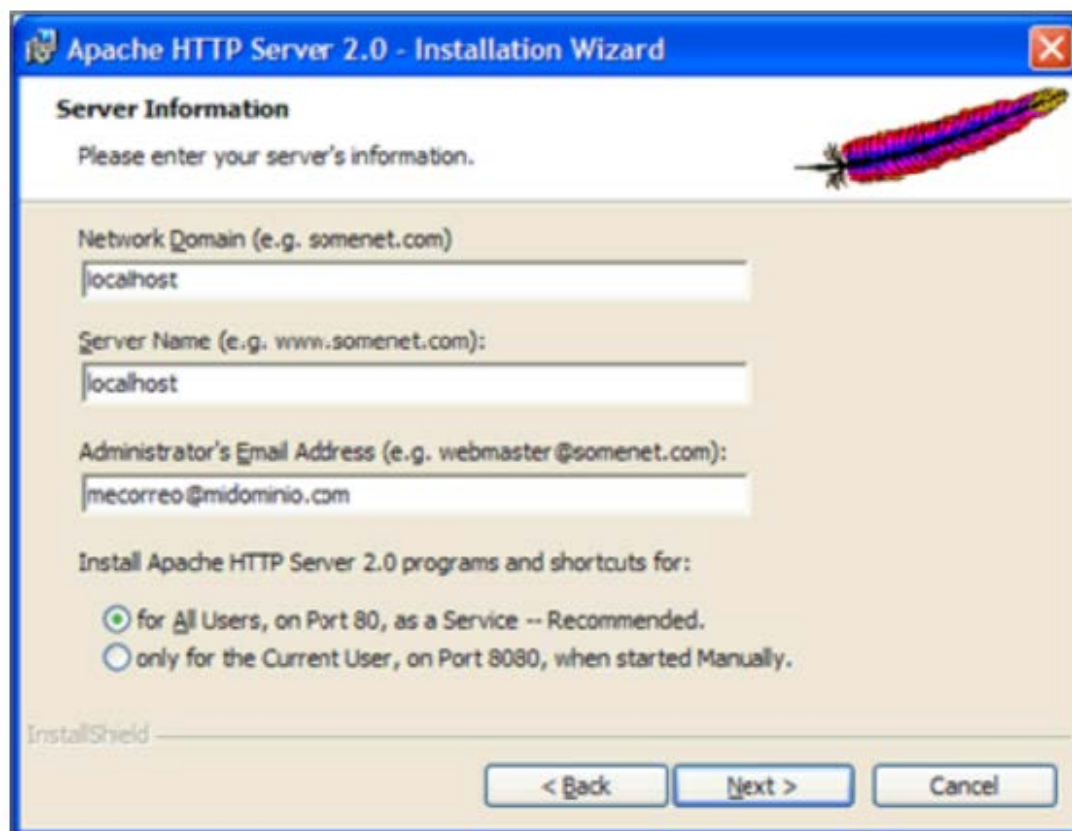 Apache HTTP Server 2.0 - Installation Wizard
Server Information
Please enter your server's information.
Network Domain (e.g. somenet.com)
localhost
Server Name (e.g. www.somenet.com):
localhost
Administrator's Email Address (e.g. webmaster@somenet.com):
mecorreo@midominio.com
Install Apache HTTP Server 2.0 programs and shortcuts for:
for All Users, on Port 80, as a Service -- Recommended.
only for the Current User, on Port 8080, when started Manually.
InstallShield
< Back Next > Cancel